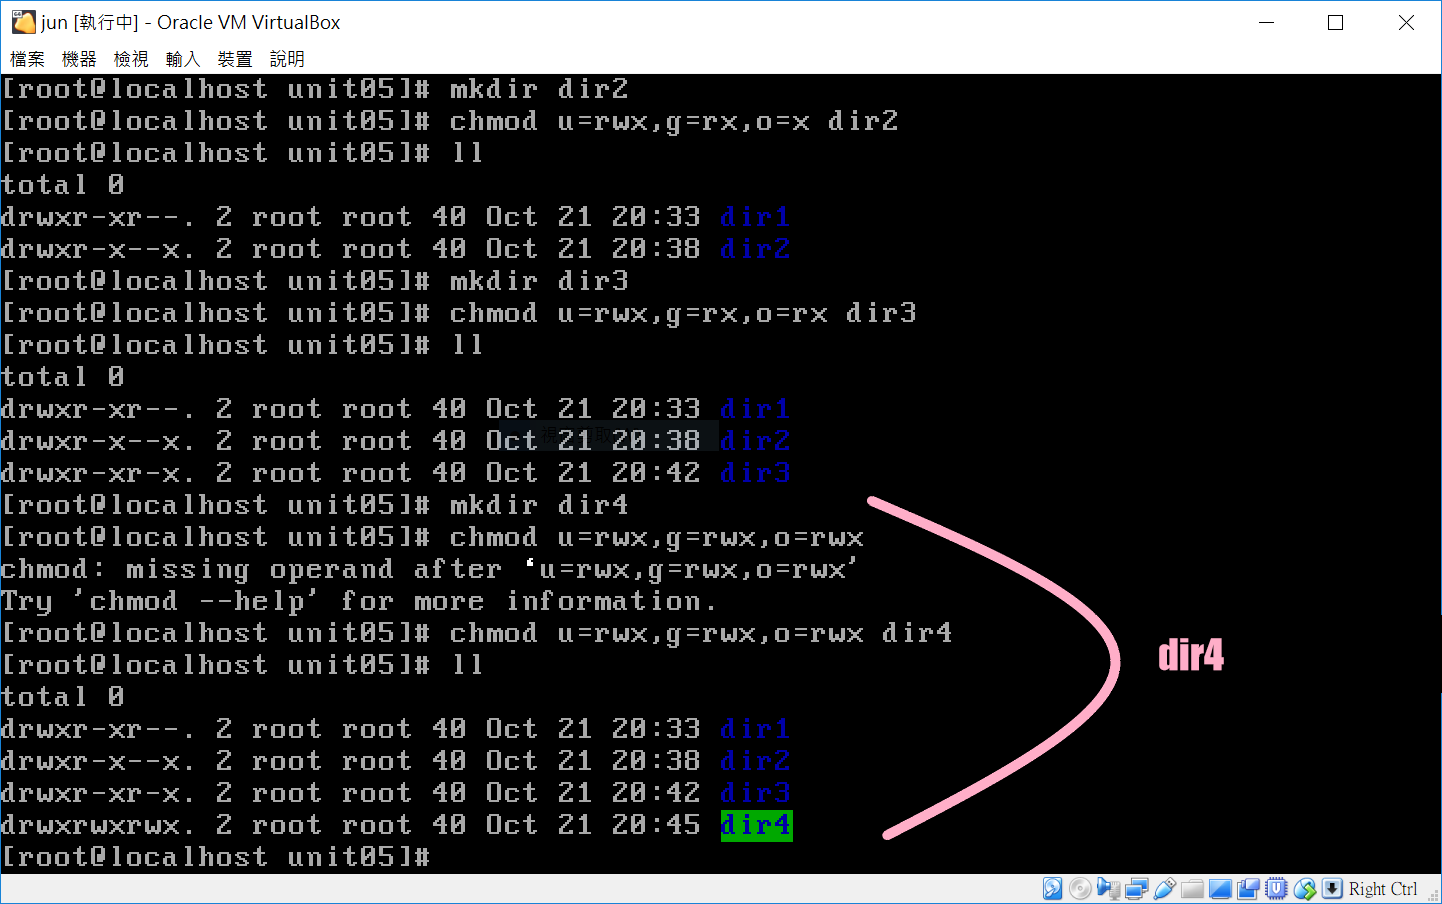 jun [執行中] - Oracle VM VirtualBox
檔案 機器 檢視 輸入 裝置 說明
[root@localhost unit05]# mkdir dir2
[root@localhost unit05]# chmod u=rwx,g=rx,o=x dir2
[root@localhost unit05]# ll
total 0
drwxr-xr--. 2 root root 40 Oct 21 20:33 dir1
drwxr-x--x. 2 root root 40 Oct 21 20:38 dir2
[root@localhost unit05]# mkdir dir3
[root@localhost unit05]# chmod u=rwx,g=rx,o=rx dir3
[root@localhost unit05]# ll
total 0
drwxr-xr--. 2 root root 40 Oct 21 20:33 dir1
drwxr-x--x. 2 root root 40 Oct 21 20:38 dir2
drwxr-xr-x. 2 root root 40 Oct 21 20:42 dir3
[root@localhost unit05]# mkdir dir4
[root@localhost unit05]# chmod u=rwx,g=rwx,o=rwx
chmod: missing operand after ‘u=rwx,g=rwx,o=rwx’
Try 'chmod --help' for more information.
[root@localhost unit05]# chmod u=rwx,g=rwx,o=rwx dir4
[root@localhost unit05]# ll
total 0
drwxr-xr--. 2 root root 40 Oct 21 20:33 dir1
drwxr-x--x. 2 root root 40 Oct 21 20:38 dir2
drwxr-xr-x. 2 root root 40 Oct 21 20:42 dir3
drwxrwxrwx. 2 root root 40 Oct 21 20:45 dir4
[root@localhost unit05]#
dir4
Right Ctrl